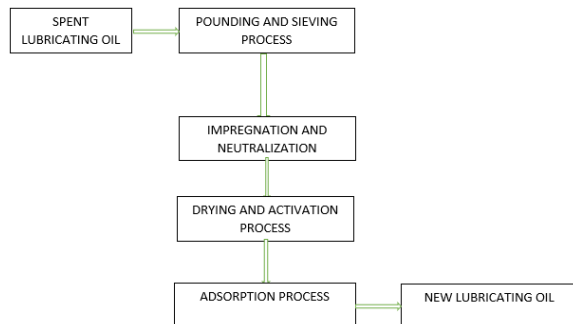 SPENT
LUBRICATING OIL
POUNDING AND SIEVING
PROCESS
IMPREGNATION AND
NEUTRALIZATION
DRYING AND ACTIVATION
PROCESS
ADSORPTION PROCESS
NEW LUBRICATING OIL